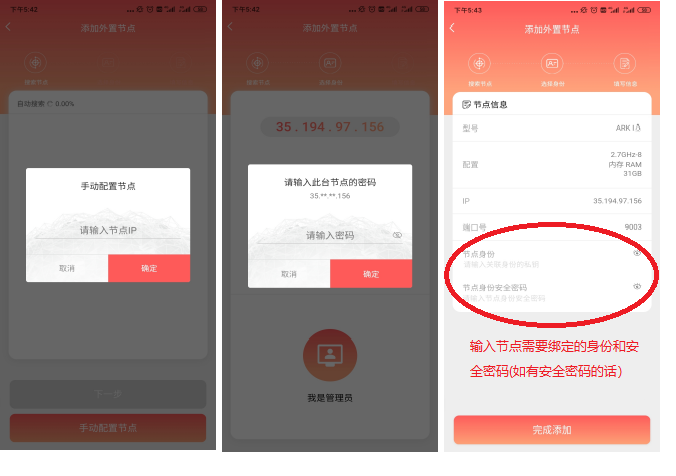 下午5:42
添加外置节点
搜索节点
自动搜索 0.00%
手动配置节点
请输入节点IP
取消
确定
下一步
手动配置节点
下午5:42
添加外置节点
搜索节点
选择身份
35.194.97.156
请输入此台节点的密码
35.**.**.156
请输入密码
取消
确定
我是管理员
下午5:43
添加外置节点
搜索节点
选择身份
填写信息
节点信息
型号
配置
2.7GHz-8
内存 RAM
31GB
IP
35.194.97.156
端口号
9003
节点身份
请输入关联身份的私钥
节点身份安全密码
请输入节点身份安全密码
输入节点需要绑定的身份和安
全密码(如有安全密码的话)
完成添加